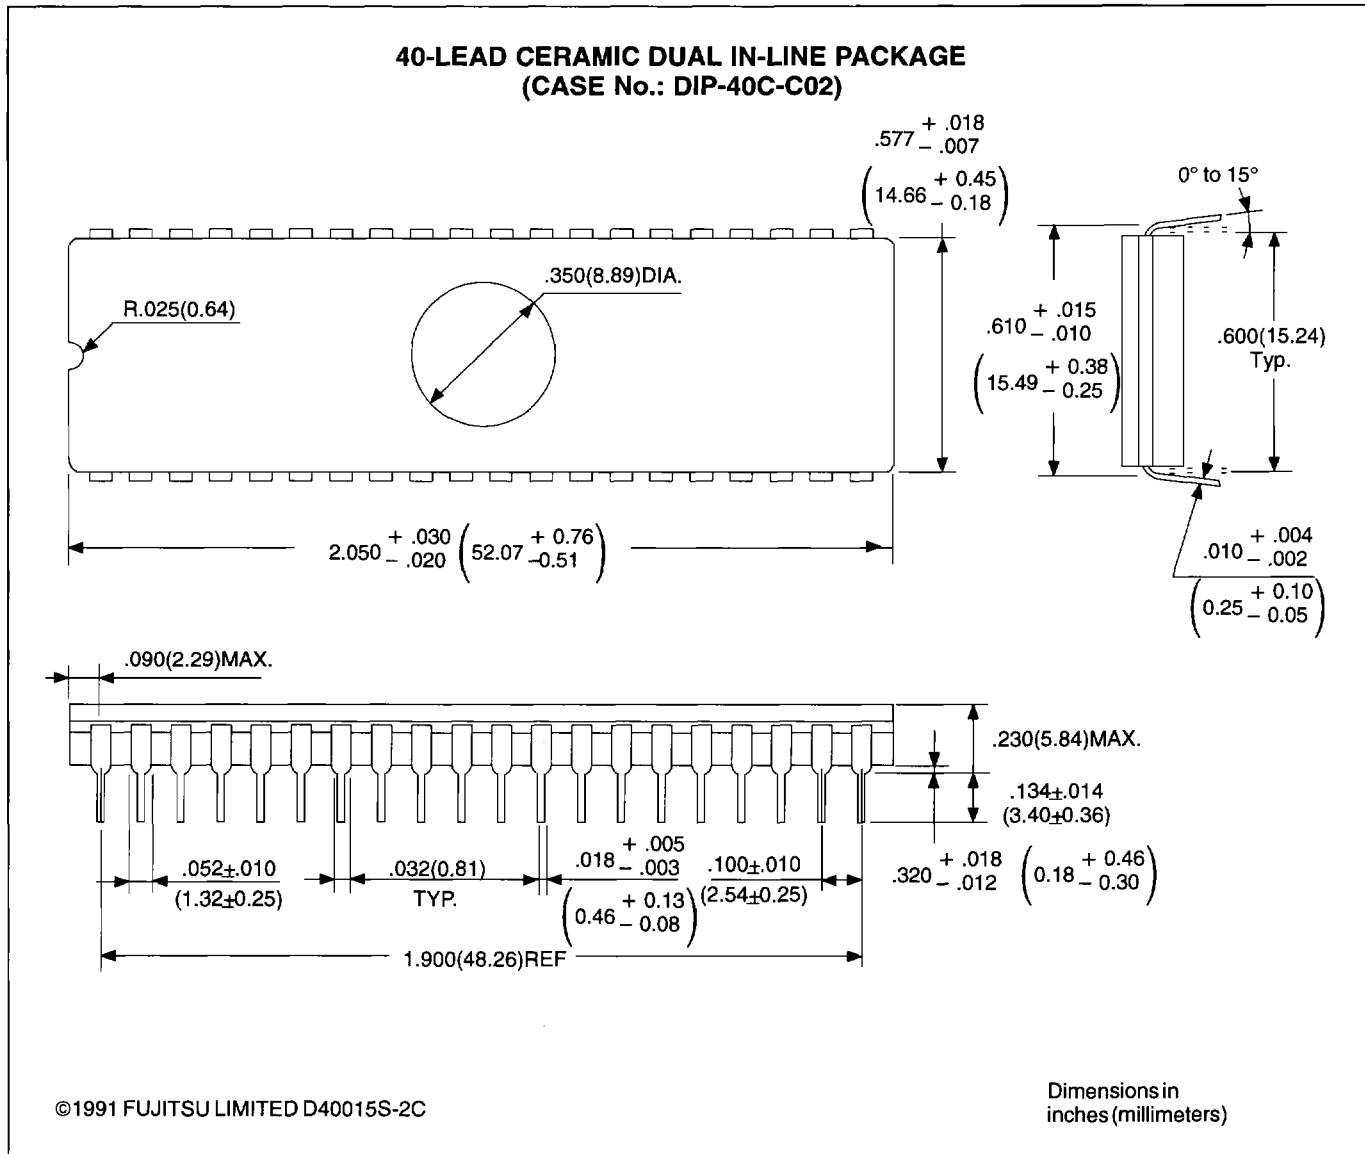 40-LEAD CERAMIC DUAL IN-LINE PACKAGE
(CASE No.: DIP-40C-C02)
.577 + .018 - .007
(14.66 + 0.45 - 0.18)
0° to 15°
.350(8.89)DIA.
R.025(0.64)
.610 + .015 - .010
(15.49 + 0.38 - 0.25)
.600(15.24)
Typ.
2.050 + .030 - .020 (52.07 + 0.76 -0.51)
.010 + .004 - .002
(0.25 + 0.10 - 0.05)
.090(2.29)MAX.
.230(5.84)MAX.
.134±.014
(3.40±0.36)
.052±.010
(1.32±0.25)
.032(0.81)
TYP.
.018 + .005 - .003
(0.46 + 0.13 - 0.08)
.100±.010
(2.54±0.25)
.320 + .018 - .012 (0.18 + 0.46 - 0.30)
1.900(48.26)REF
©1991 FUJITSU LIMITED D40015S-2C
Dimensions in
inches (millimeters)